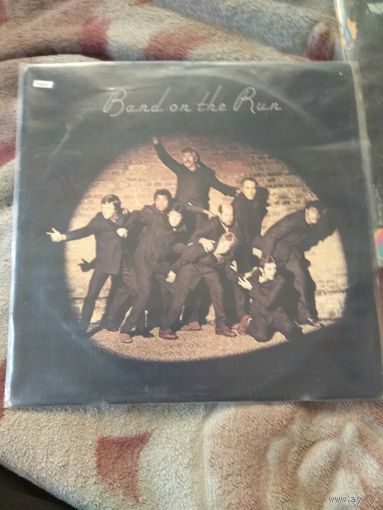 Band on the Run